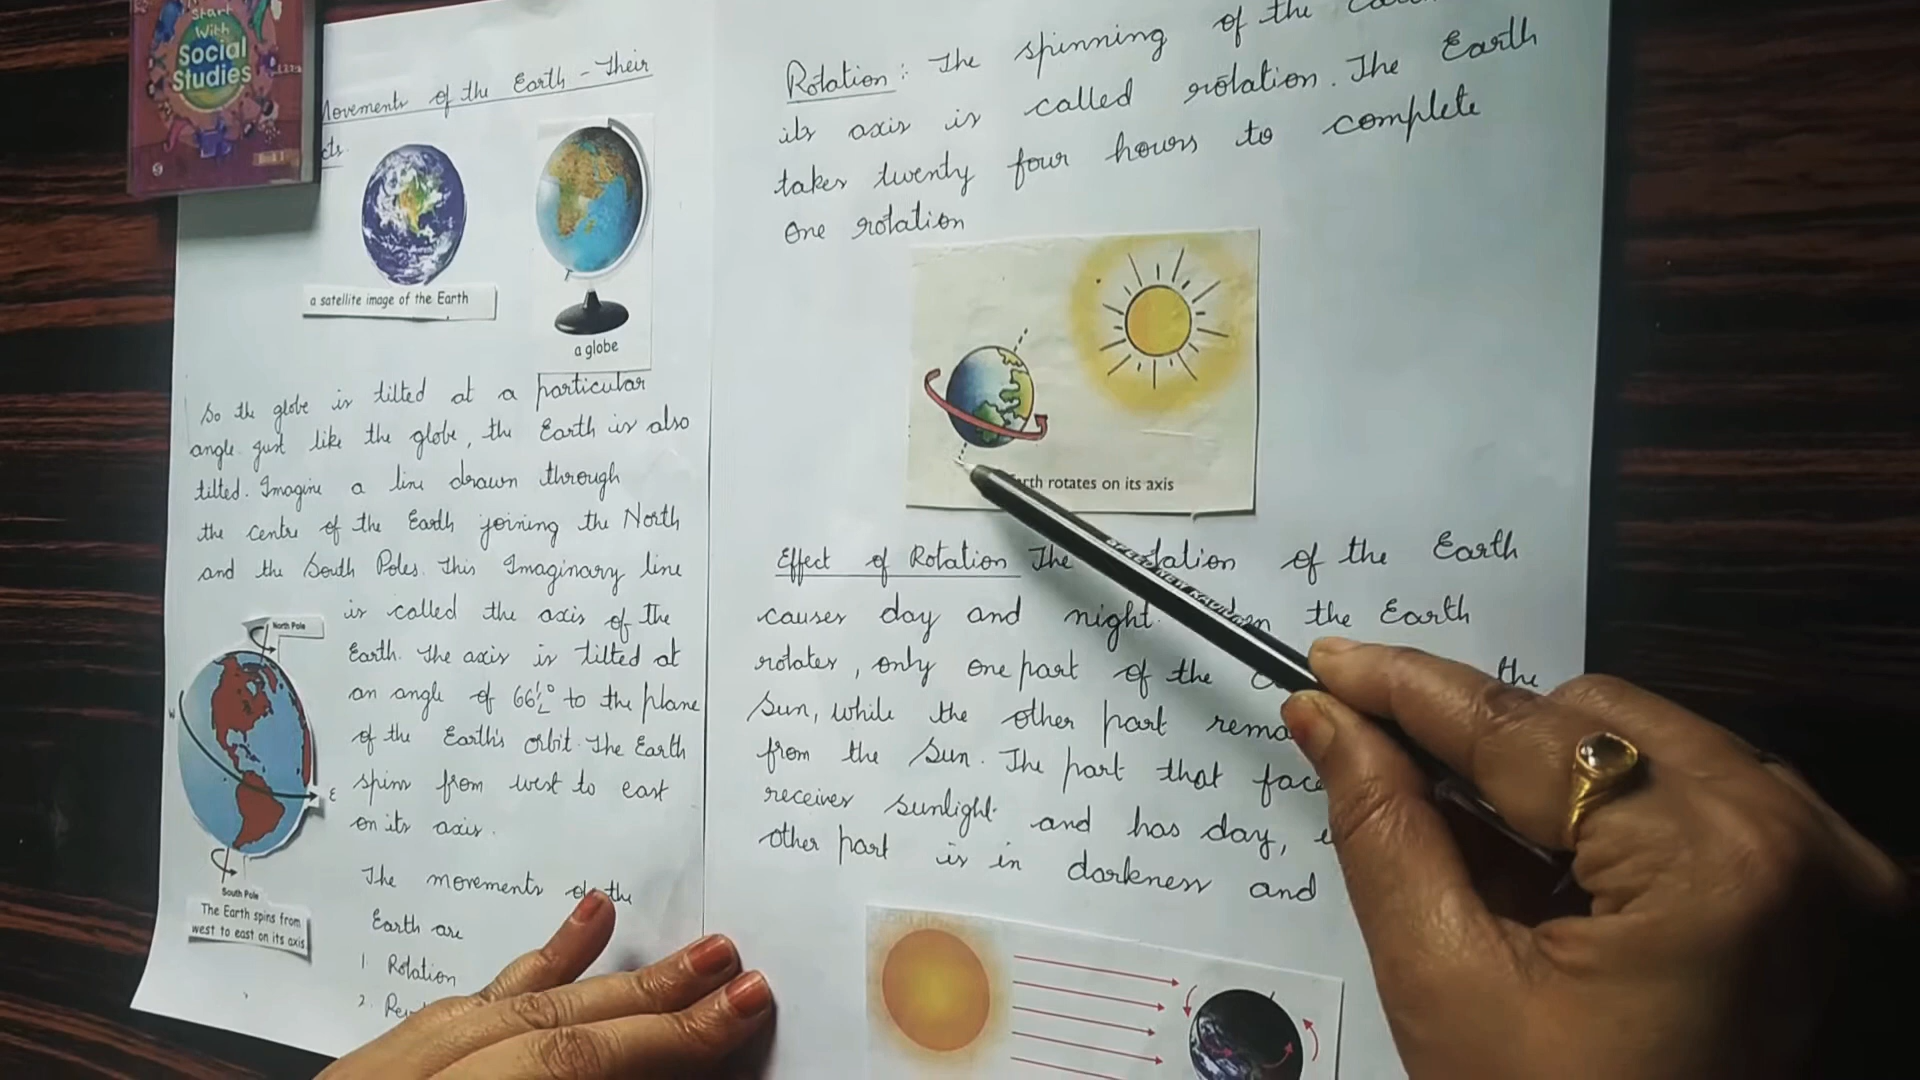 Start
With
Social
Studies
Movements of the Earth - Their
cts.
a satellite image of the Earth
a globe
So the globe is tilted at a particular
angle just like the globe, the Earth is also
tilted. Imagine a line drawn through
the centre of the Earth joining the North
and the South Poles. This Imaginary line
is called the axis of the
Earth. The axis is tilted at
an angle of 66½° to the plane
of the Earth's orbit. The Earth
spins from west to east
on its axis.
North Pole
W
E
South Pole
The Earth spins from
west to east on its axis
The movements of the
Earth are
1. Rotation
2.
Rotation: The spinning of the
its axis is called rotation. The Earth
takes twenty four hours to complete
one rotation
rth rotates on its axis
Effect of Rotation The tation of the Earth
causes day and night. the Earth
rotates, only one part of the the
Sun, while the other part
from the Sun. The part that
receives sunlight and has day,
other part is in darkness and